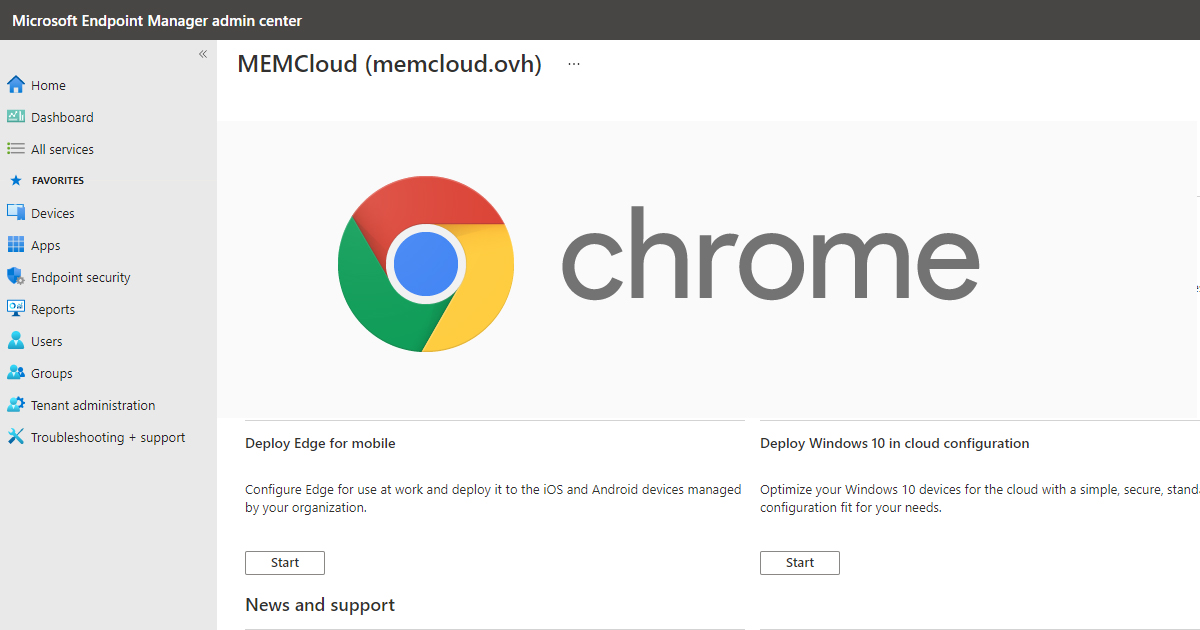 Microsoft Endpoint Manager admin center
«
MEMCloud (memcloud.ovh) ...
Home
Dashboard
All services
FAVORITES
Devices
Apps
Endpoint security
Reports
Users
Groups
Tenant administration
Troubleshooting + support
chrome
Deploy Edge for mobile
Configure Edge for use at work and deploy it to the iOS and Android devices managed
by your organization.
Start
Deploy Windows 10 in cloud configuration
Optimize your Windows 10 devices for the cloud with a simple, secure,
configuration fit for your needs.
Start
News and support